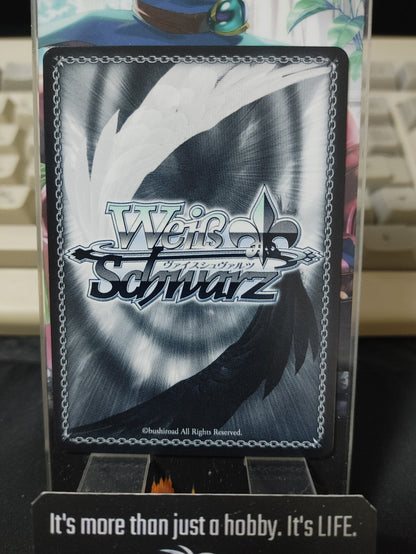 Weiß
ヴァイスシュヴァルツ
Schwarz
©bushiroad All Rights Reserved.
It's more than just a hobby. It's LIFE.